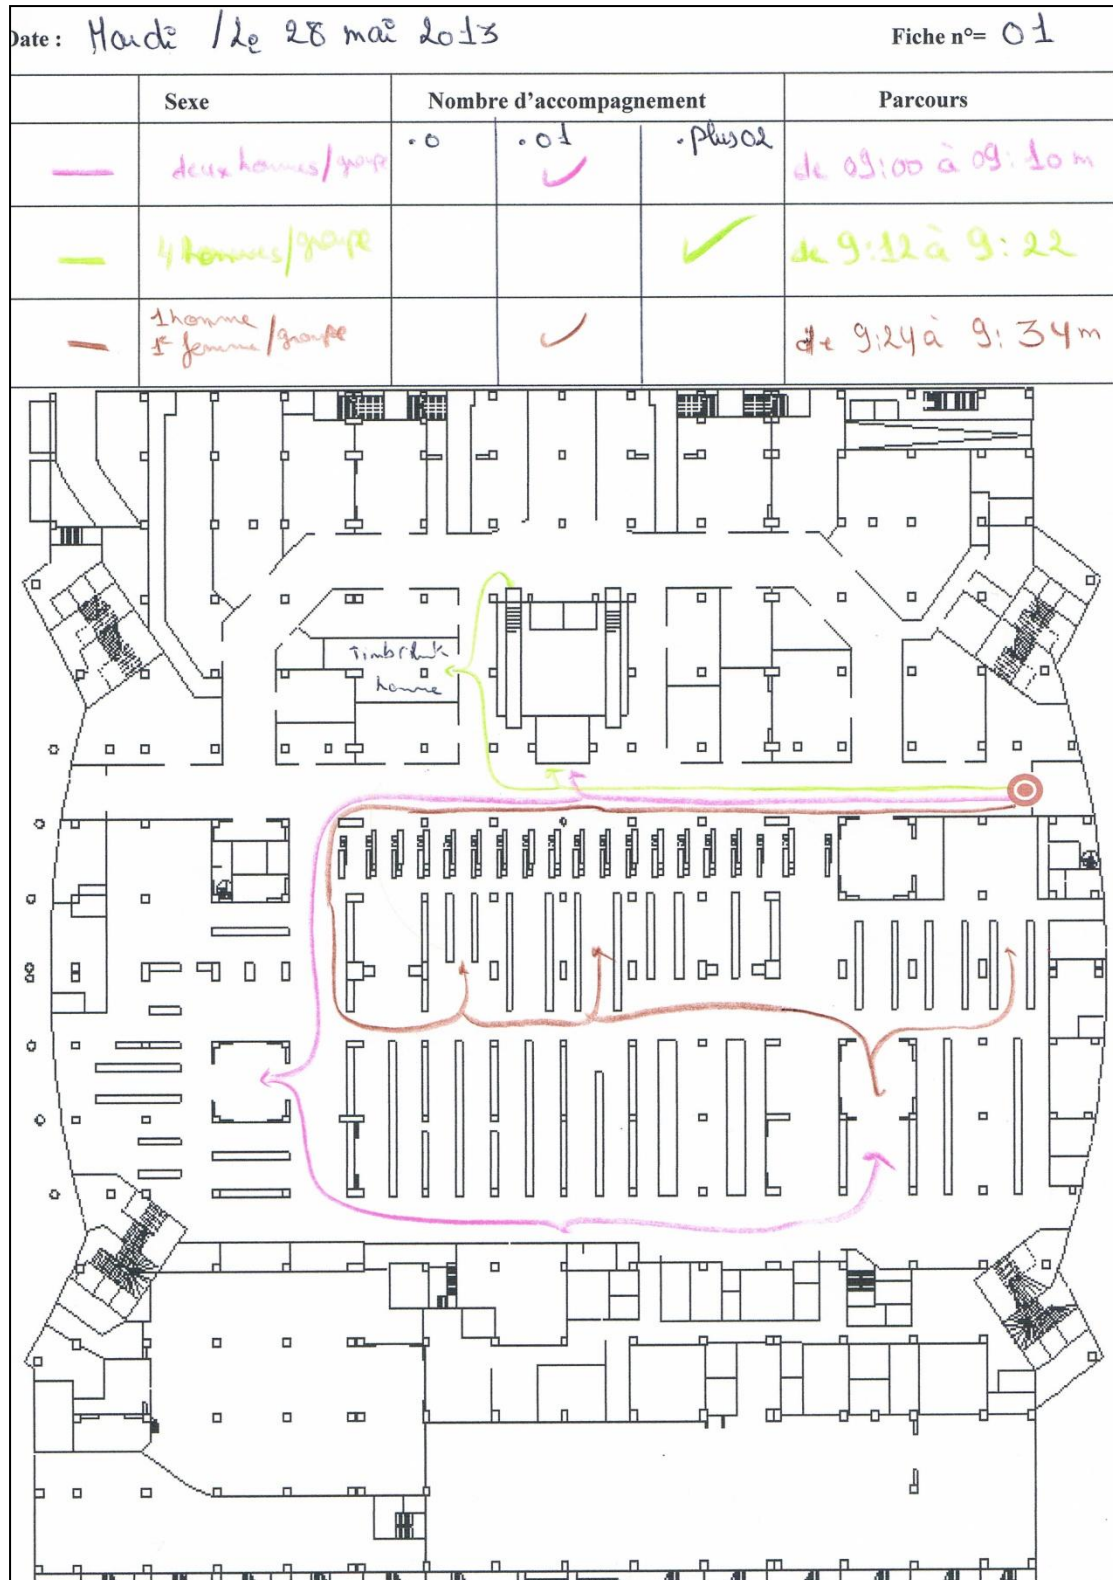 Date : Mardi / Le 28 mai 2013 Fiche n°= 01
Sexe Nombre d'accompagnement Parcours
. 0 . 01 . Plus 02
deux hommes/groupe de 09:00 à 09:10 m
4 hommes/groupe de 9:12 à 9:22
1 homme
1 femme /groupe de 9:24 à 9:34 m
homme